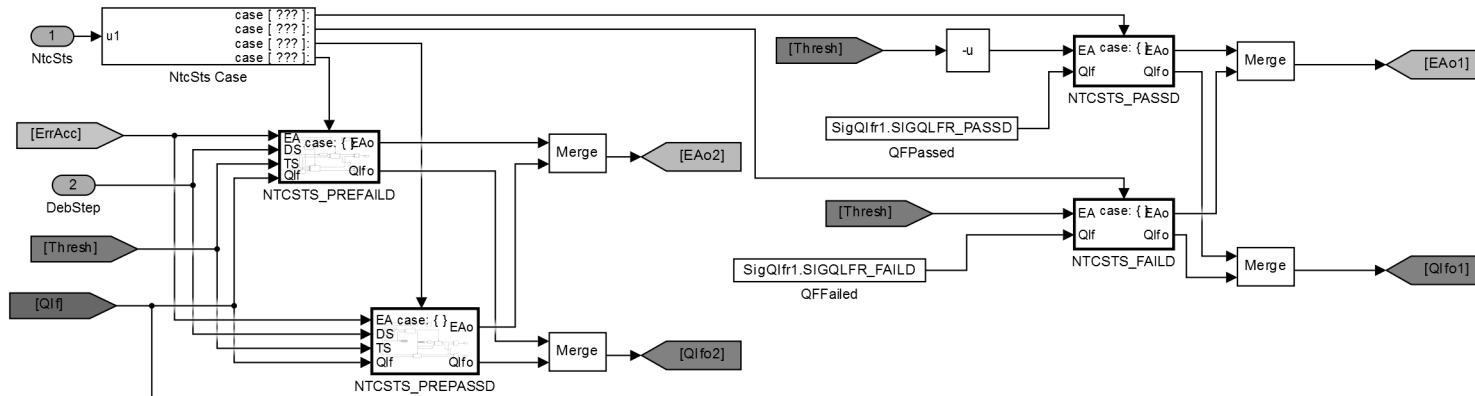 1
NtcSts
u1
case [ ??? ]:
case [ ??? ]:
case [ ??? ]:
case [ ??? ]:
NtcSts Case
[Thresh]
-u
EA case: { } EAo
Qlf Qlfo
NTCSTS_PASSD
Merge
[EAo1]
SigQlfr1.SIGQLFR_PASSD
QFPassed
[ErrAcc]
EA case: { } EAo
DS
TS Qlfo
Qlf
NTCSTS_PREFAILD
Merge
[EAo2]
2
DebStep
[Thresh]
[Thresh]
EA case: { } EAo
Qlf Qlfo
NTCSTS_FAILD
SigQlfr1.SIGQLFR_FAILD
QFFailed
Merge
[Qlfo1]
[Qlf]
EA case: { } EAo
DS
TS
Qlf Qlfo
NTCSTS_PREPASSD
Merge
[Qlfo2]